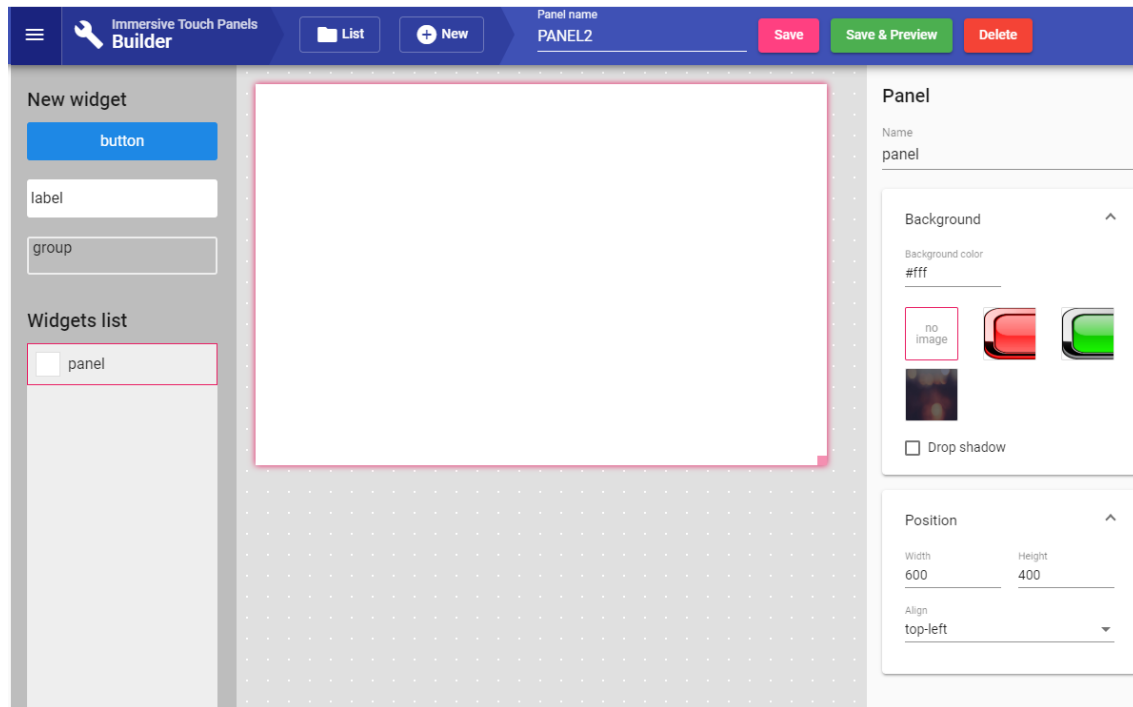 Immersive Touch Panels
Builder
List
New
Panel name
PANEL2
Save
Save & Preview
Delete
New widget
button
label
group
Widgets list
panel
Panel
Name
panel
Background
Background color
#fff
no
image
Drop shadow
Position
Width
Height
600
400
Align
top-left